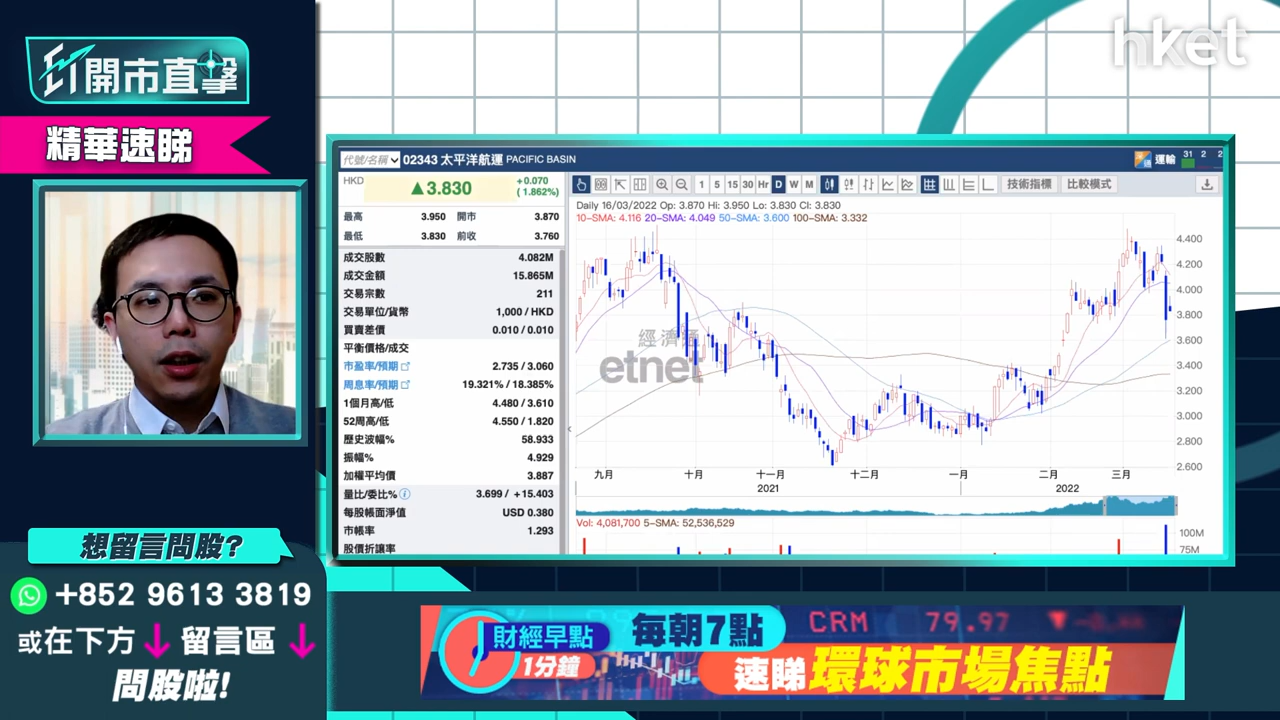 開市直擊
精華速睇
hket
代號/名稱 02343 太平洋航運 PACIFIC BASIN
運輸 31 2 2
HKD ▲3.830 +0.070 (1.862%)
最高 3.950 開市 3.870
最低 3.830 前收 3.760
成交股數 4.082M
成交金額 15.865M
交易宗數 211
交易單位/貨幣 1,000 / HKD
買賣差價 0.010 / 0.010
平衡價格/成交
市盈率/預期 2.735 / 3.060
周息率/預期 19.321% / 18.385%
1個月高/低 4.480 / 3.610
52周高/低 4.550 / 1.820
歷史波幅% 58.933
振幅% 4.929
加權平均價 3.887
量比/委比% 3.699 / +15.403
每股帳面淨值 USD 0.380
市帳率 1.293
股價折讓率
1 5 15 30 Hr D W M 技術指標 比較模式
Daily 16/03/2022 Op: 3.870 Hi: 3.950 Lo: 3.830 Cl: 3.830
10-SMA: 4.116 20-SMA: 4.049 50-SMA: 3.600 100-SMA: 3.332
4.400
4.200
4.000
3.800
3.600
3.400
3.200
3.000
2.800
2.600
經濟通
etnet
九月 十月 十一月 十二月 一月 二月 三月
2021 2022
Vol: 4,081,700 5-SMA: 52,536,529
100M
75M
想留言問股?
+852 9613 3819
或在下方 留言區
問股啦!
財經早點
1分鐘
每朝7點
速睇環球市場焦點
CRM 79.97